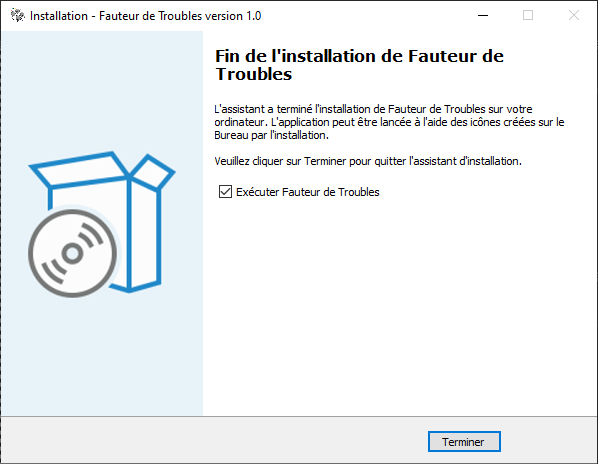 Installation - Fauteur de Troubles version 1.0
Fin de l'installation de Fauteur de
Troubles
L'assistant a terminé l'installation de Fauteur de Troubles sur votre
ordinateur. L'application peut être lancée à l'aide des icônes créées sur le
Bureau par l'installation.
Veuillez cliquer sur Terminer pour quitter l'assistant d'installation.
Exécuter Fauteur de Troubles
Terminer